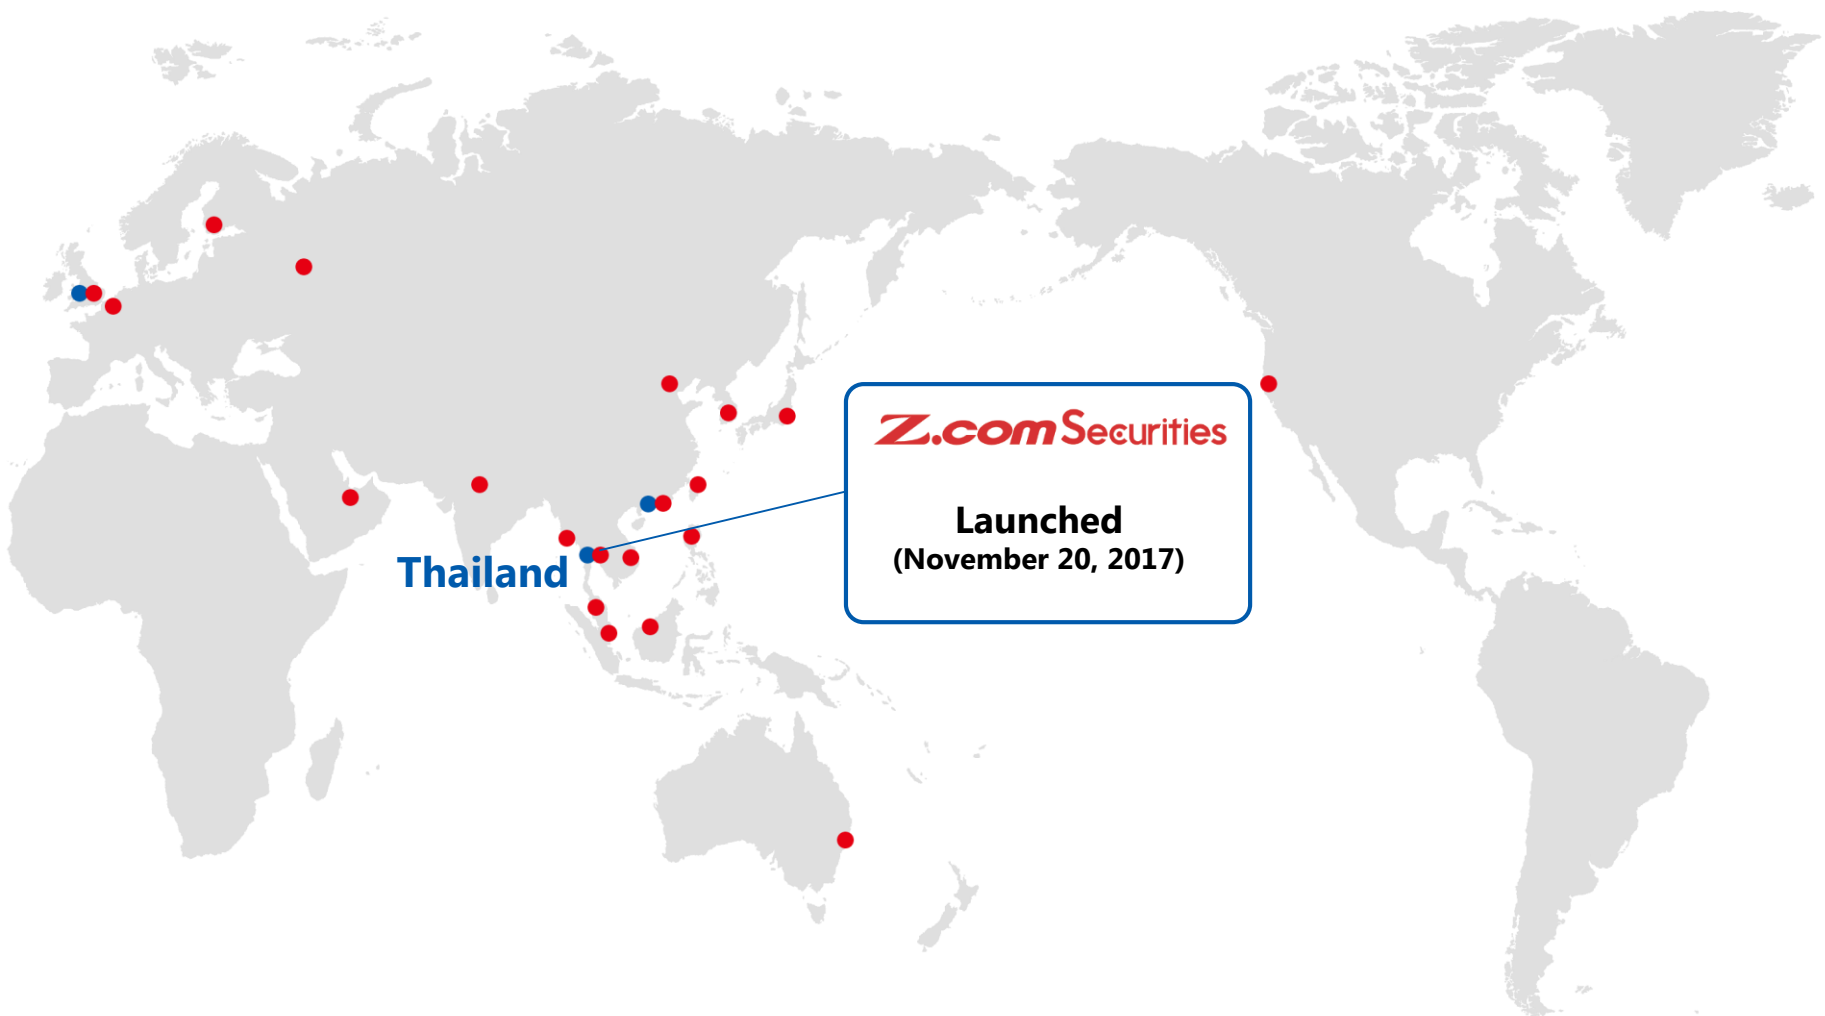 Z.com Securities
Launched
(November 20, 2017)
Thailand